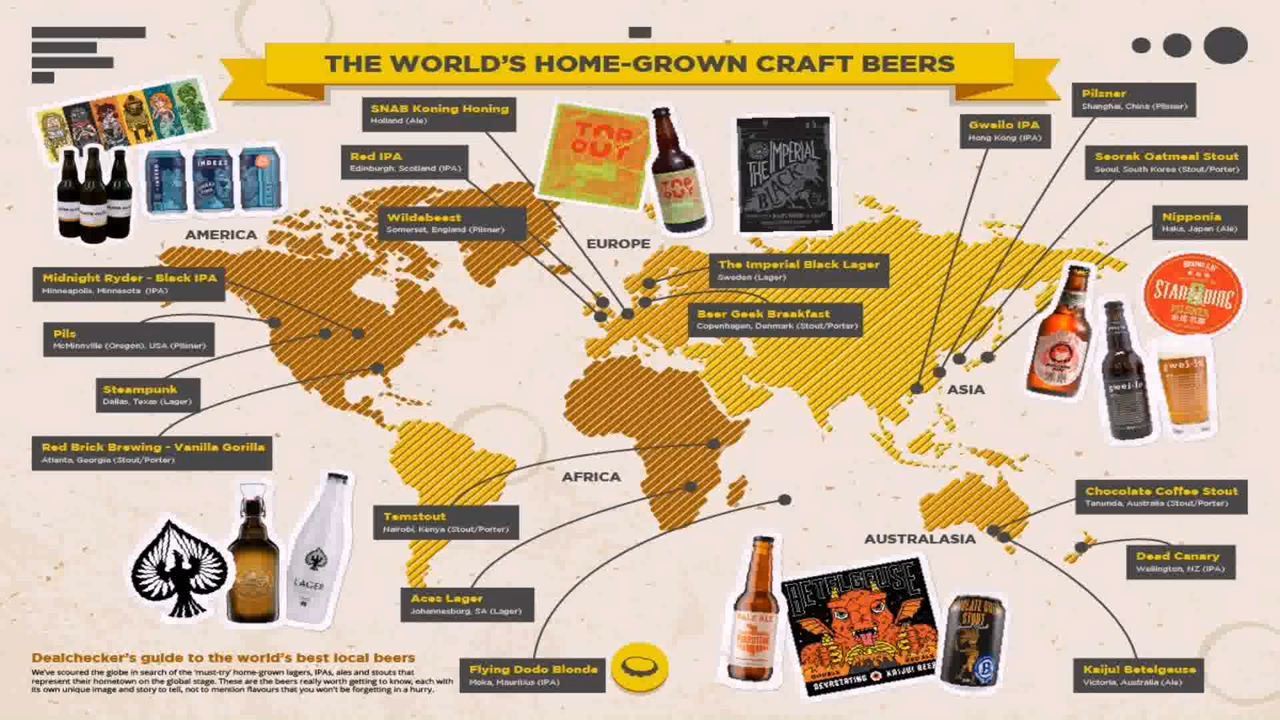 THE WORLD'S HOME-GROWN CRAFT BEERS
SNAB Koning Honing
Holland (Ale)
Red IPA
Edinburgh, Scotland (IPA)
Wildebeest
Somerset, England (Pilsner)
TOP OUT
TOP OUT
THE IMPERIAL BLACK
Pilsner
Shanghai, China (Pilsner)
Gweilo IPA
Hong Kong (IPA)
Seorak Oatmeal Stout
Seoul, South Korea (Stout/Porter)
Nipponia
Naka, Japan (Ale)
AMERICA
EUROPE
Midnight Ryder - Black IPA
Minneapolis, Minnesota (IPA)
INDEED
The Imperial Black Lager
Sweden (Lager)
Beer Geek Breakfast
Copenhagen, Denmark (Stout/Porter)
Pils
McMinnville (Oregon), USA (Pilsner)
Steampunk
Dallas, Texas (Lager)
ASIA
PILSNER
gwei·lo
gwei·lo
Red Brick Brewing - Vanilla Gorilla
Atlanta, Georgia (Stout/Porter)
AFRICA
Temstout
Nairobi, Kenya (Stout/Porter)
Chocolate Coffee Stout
Tanunda, Australia (Stout/Porter)
AUSTRALASIA
Dead Canary
Wellington, NZ (IPA)
LAGER
Aces Lager
Johannesburg, SA (Lager)
PALE ALE
BETELGEUSE
DEVASTATING KAIJU! BEER
STOUT
Dealchecker's guide to the world's best local beers
We've scoured the globe in search of the 'must-try' home-grown lagers, IPAs, ales and stouts that
represent their hometown on the global stage. These are the beers really worth getting to know, each with
its own unique image and story to tell, not to mention flavours that you won't be forgetting in a hurry.
Flying Dodo Blonde
Moka, Mauritius (IPA)
Kaiju! Betelgeuse
Victoria, Australia (Ale)